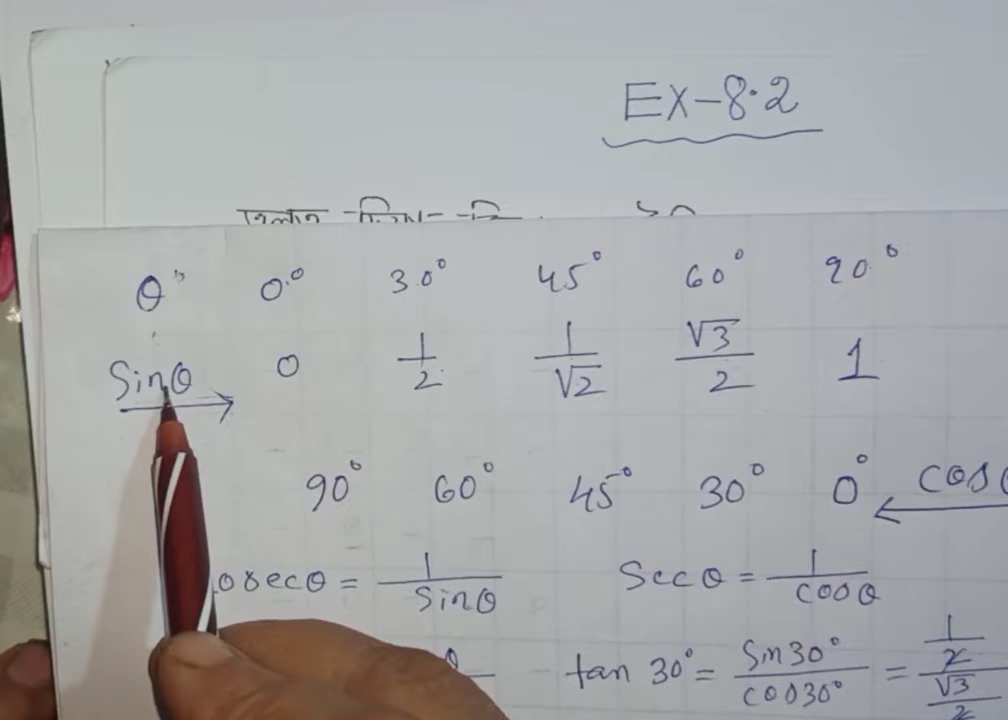 EX-8.2
θ° 0° 30° 45° 60° 90°
Sinθ 0 1/2 1/√2 √3/2 1
90° 60° 45° 30° 0° cos
osecθ = 1/Sinθ Secθ = 1/cosθ
tan 30° = Sin30°/cos30° = 1/2/√3/2